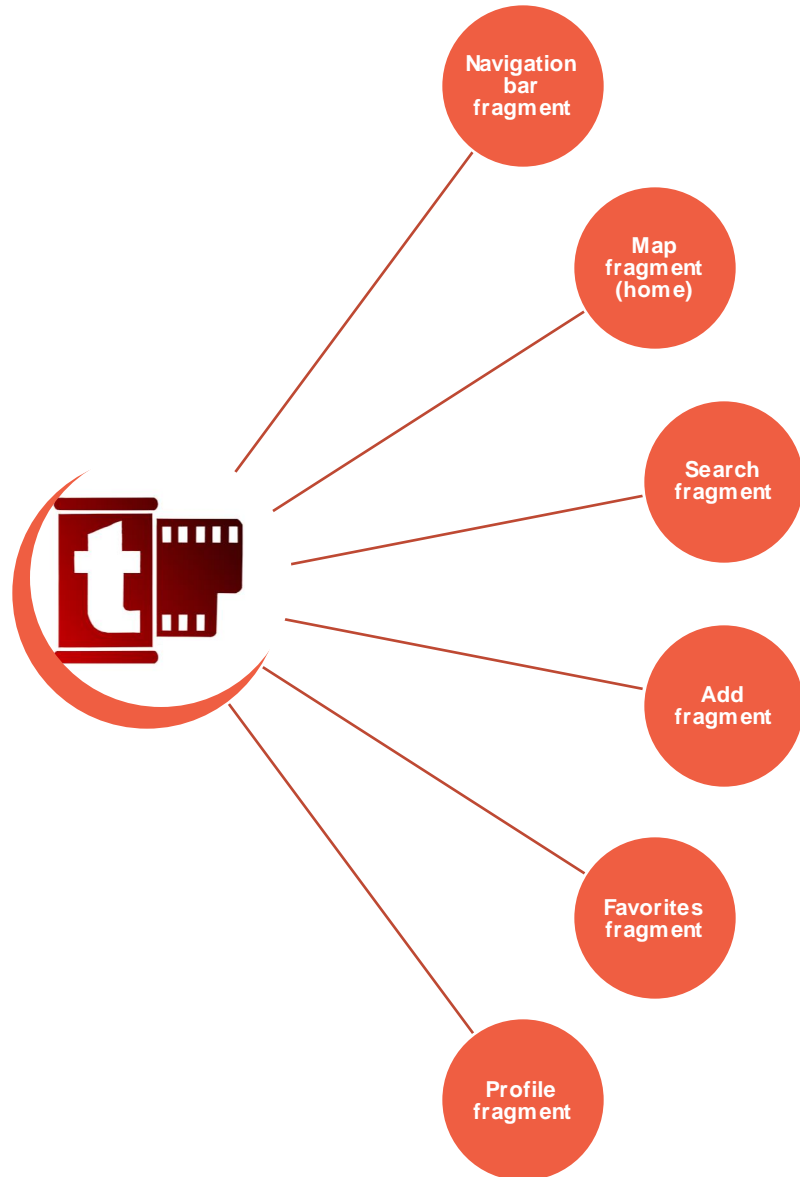 Navigation
bar
fragment
Map
fragment
(home)
Search
fragment
t
Add
fragment
Favorites
fragment
Profile
fragment